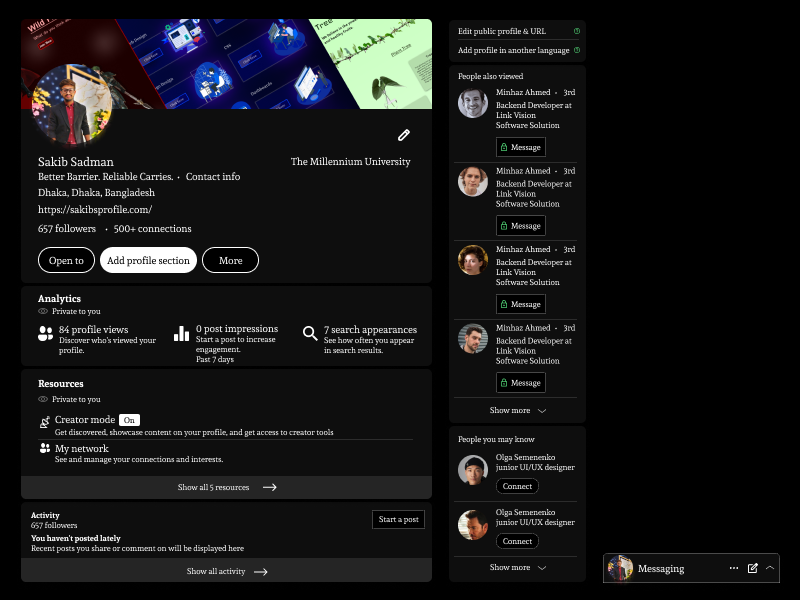 Wild
Sakib Sadman
The Millennium University
Better Barrier. Reliable Carries. · Contact info
Dhaka, Dhaka, Bangladesh
https://sakibsprofile.com/
657 followers · 500+ connections
Open to
Add profile section
More
Analytics
Private to you
84 profile views
Discover who's viewed your
profile.
0 post impressions
Start a post to increase
engagement.
Past 7 days
7 search appearances
See how often you appear
in search results.
Resources
Private to you
Creator mode On
Get discovered, showcase content on your profile, and get access to creator tools
My network
See and manage your connections and interests.
Show all 5 resources
Activity
657 followers
Start a post
You haven't posted lately
Recent posts you share or comment on will be displayed here
Show all activity
Edit public profile & URL
Add profile in another language
People also viewed
Minhaz Ahmed · 3rd
Backend Developer at
Link Vision
Software Solution
Message
Minhaz Ahmed · 3rd
Backend Developer at
Link Vision
Software Solution
Message
Minhaz Ahmed · 3rd
Backend Developer at
Link Vision
Software Solution
Message
Minhaz Ahmed · 3rd
Backend Developer at
Link Vision
Software Solution
Message
Show more
People you may know
Olga Semenenko
junior UI/UX designer
Connect
Olga Semenenko
junior UI/UX designer
Connect
Show more
Messaging